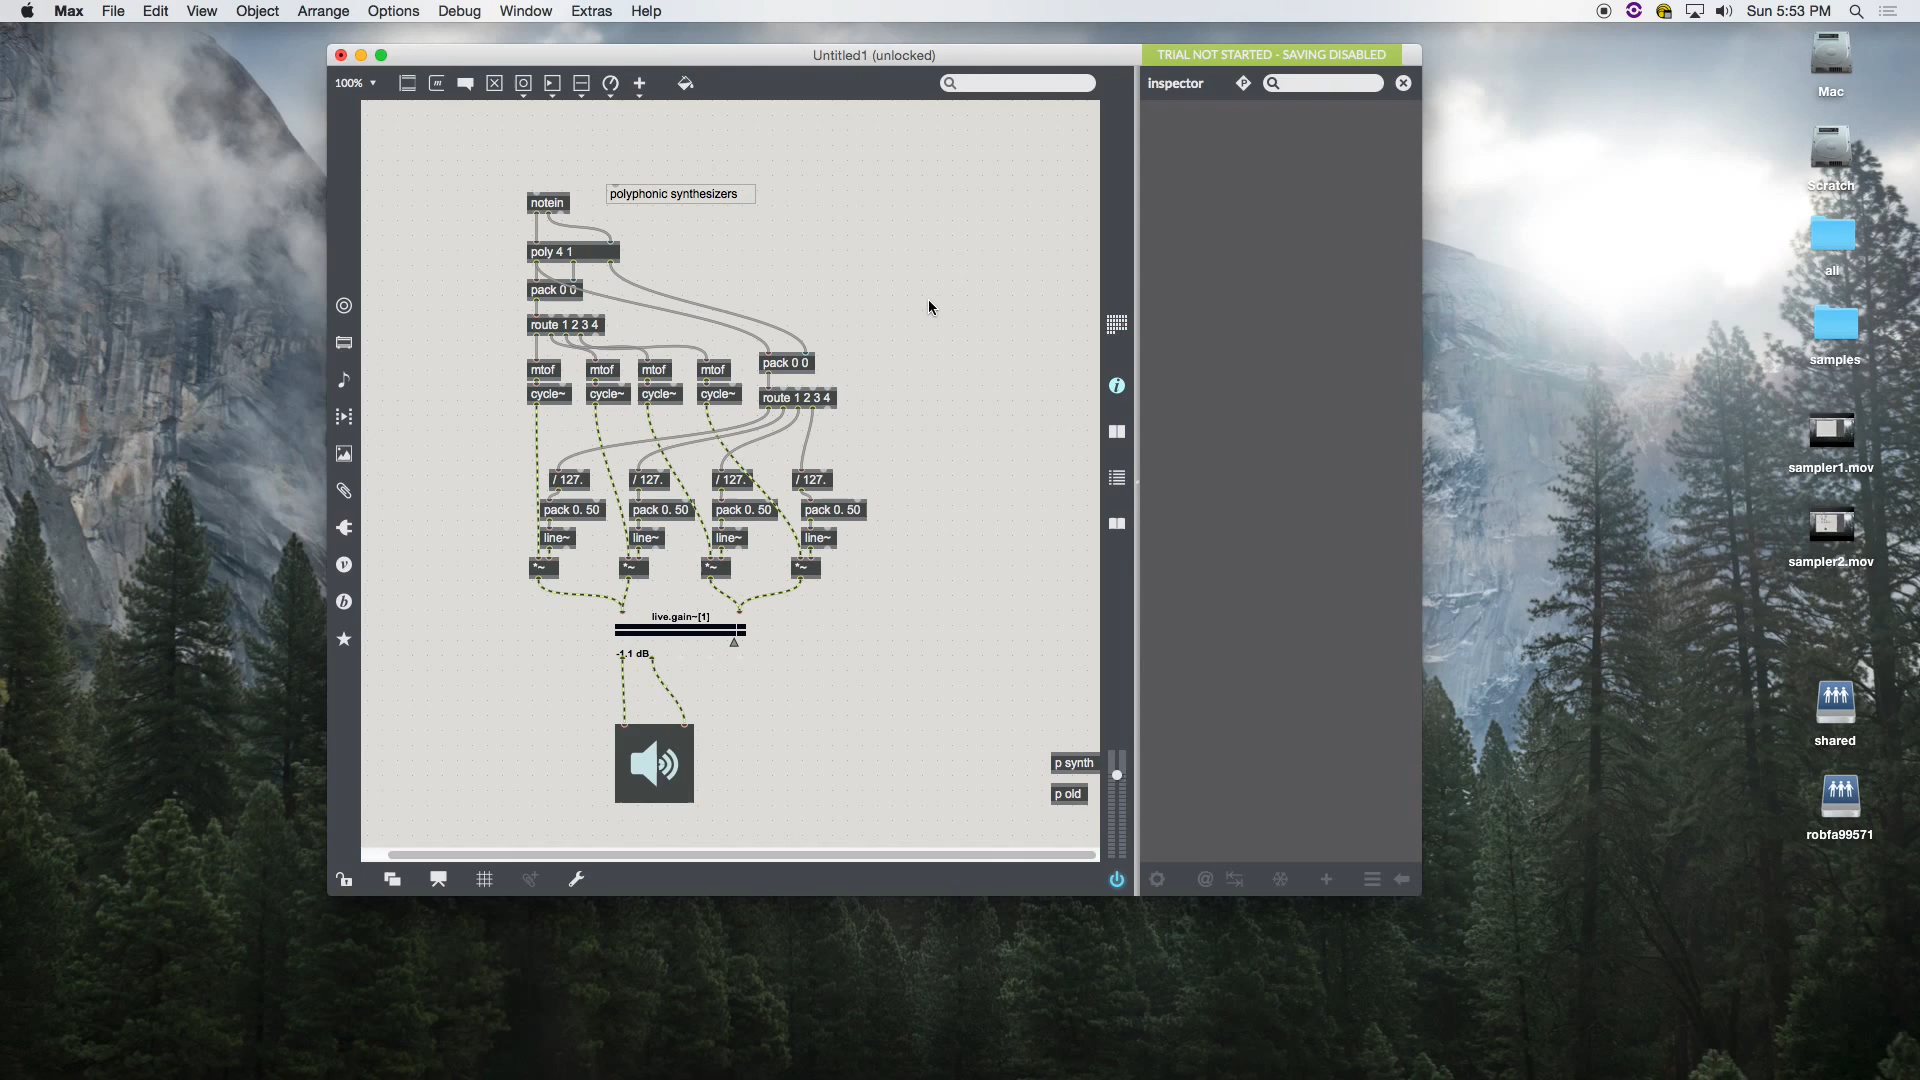 Max File Edit View Object Arrange Options Debug Window Extras Help
Sun 5:53 PM
Untitled1 (unlocked)
TRIAL NOT STARTED - SAVING DISABLED
100%
inspector
notein
polyphonic synthesizers
poly 4 1
pack 0 0
route 1 2 3 4
mtof mtof mtof mtof
pack 0 0
cycle~ cycle~ cycle~ cycle~
route 1 2 3 4
/ 127. / 127. / 127. / 127.
pack 0. 50 pack 0. 50 pack 0. 50 pack 0. 50
line~ line~ line~ line~
*~ *~ *~ *~
live.gain~[1]
-1.1 dB
p synth
p old
Mac
Scratch
all
samples
sampler1.mov
sampler2.mov
shared
robfa99571